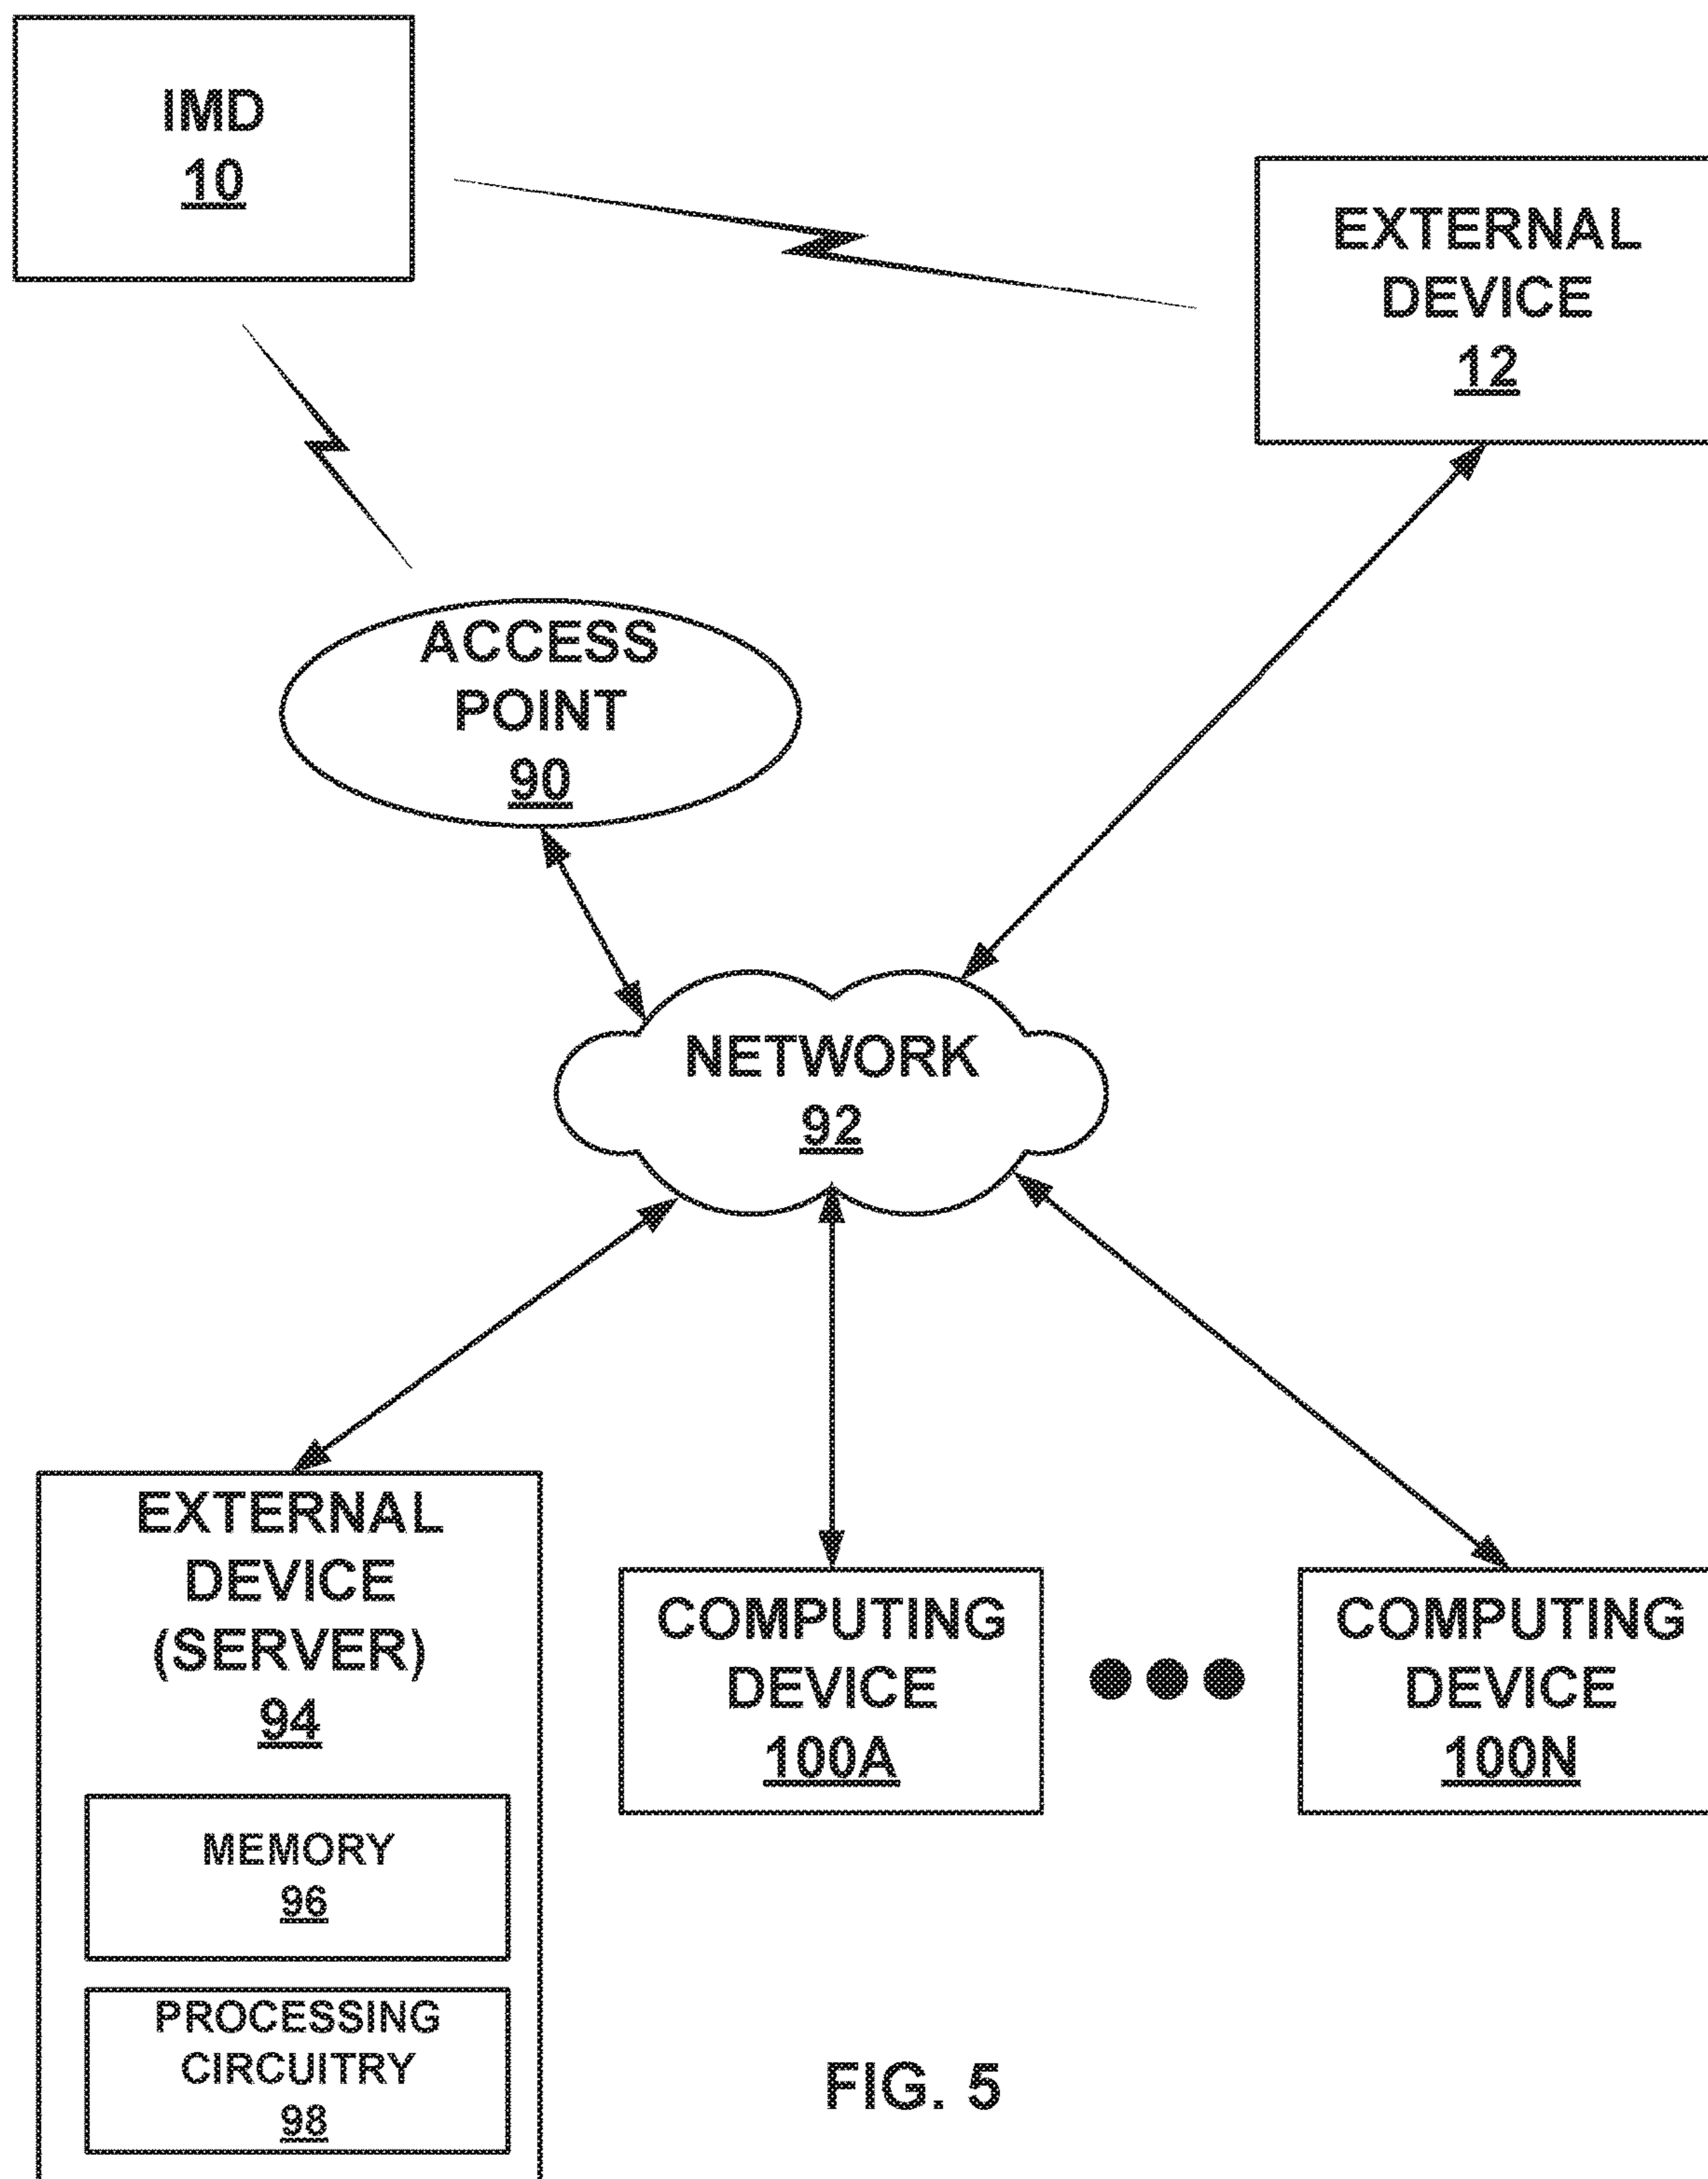 IMD
10
EXTERNAL
DEVICE
12
ACCESS
POINT
90
NETWORK
92
EXTERNAL
DEVICE
(SERVER)
94
MEMORY
96
PROCESSING
CIRCUITRY
98
COMPUTING
DEVICE
100A
COMPUTING
DEVICE
100N
FIG. 5